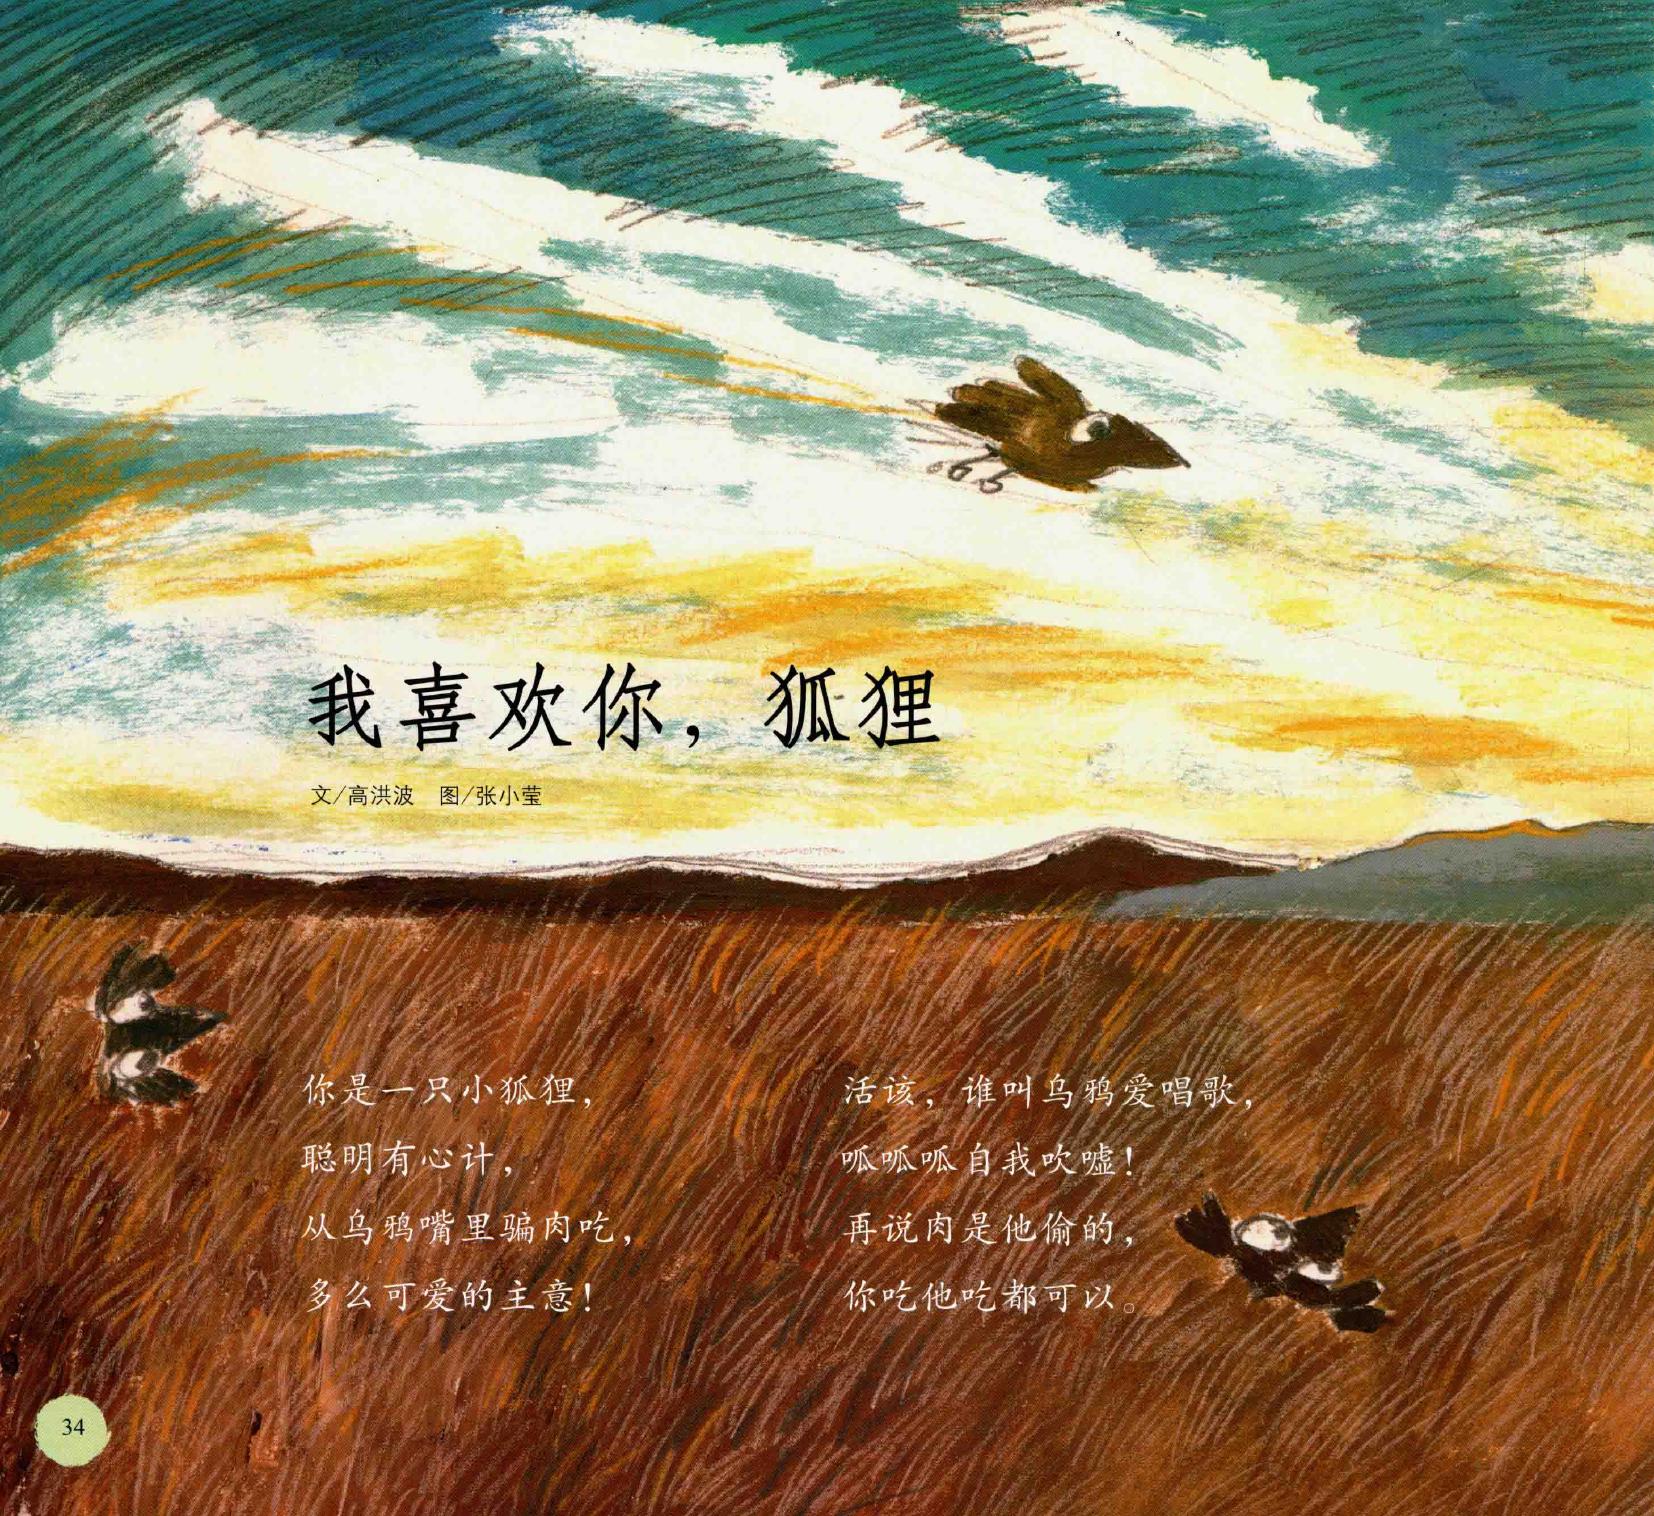 我喜欢你，狐狸
文/高洪波　图/张小莹
你是一只小狐狸，
聪明有心计，
从乌鸦嘴里骗肉吃，
多么可爱的主意！
活该，谁叫乌鸦爱唱歌，
呱呱呱自我吹嘘！
再说肉是他偷的，
你吃他吃都可以。
34